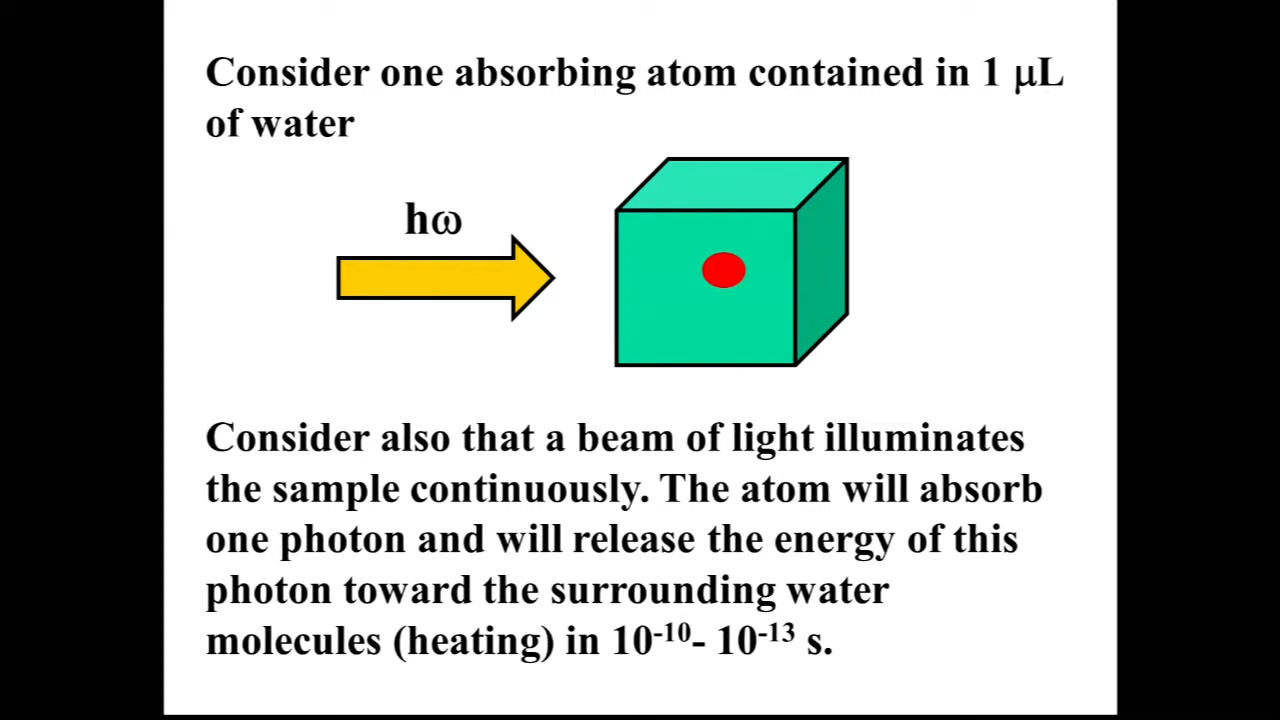 Consider one absorbing atom contained in 1 μL
of water
hω
Consider also that a beam of light illuminates
the sample continuously. The atom will absorb
one photon and will release the energy of this
photon toward the surrounding water
molecules (heating) in 10⁻¹⁰- 10⁻¹³ s.